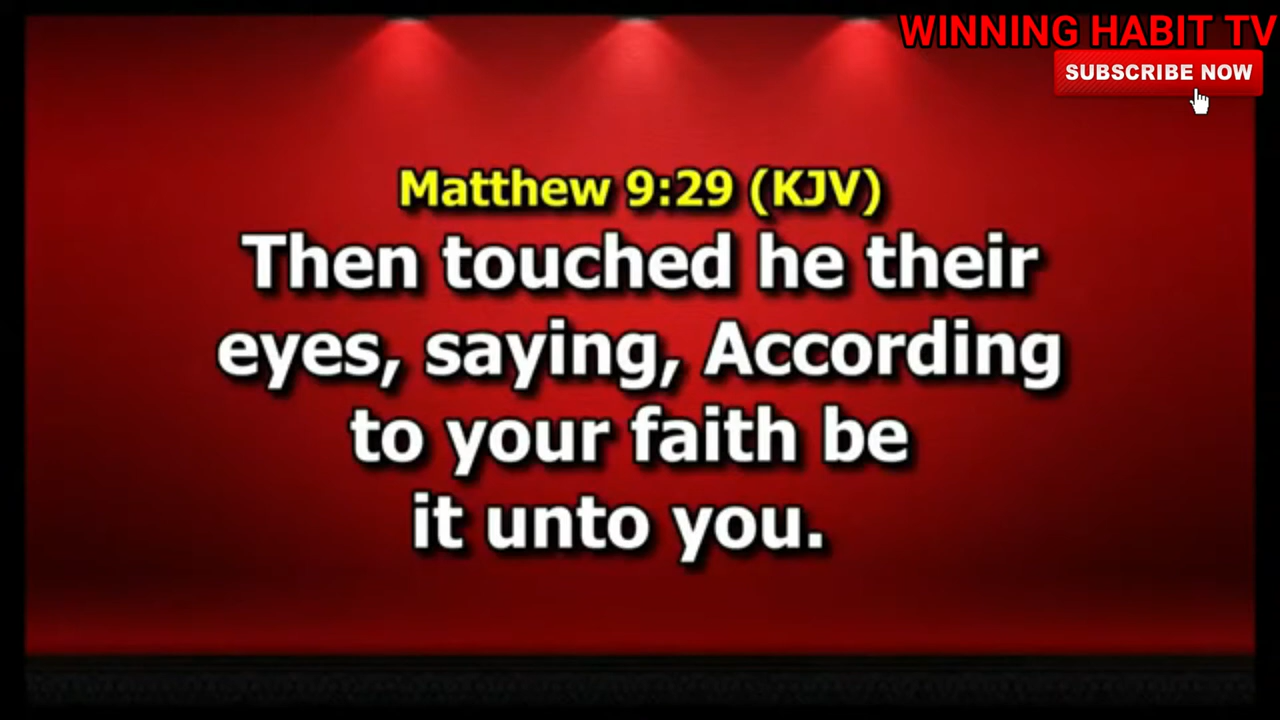 WINNING HABIT TV
SUBSCRIBE NOW
Matthew 9:29 (KJV)
Then touched he their
eyes, saying, According
to your faith be
it unto you.